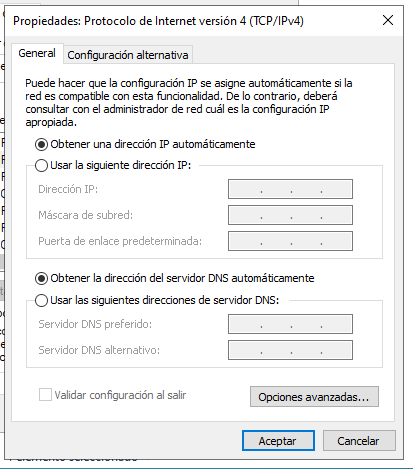 Propiedades: Protocolo de Internet versión 4 (TCP/IPv4)
General
Configuración alternativa
Puede hacer que la configuración IP se asigne automáticamente si la
red es compatible con esta funcionalidad. De lo contrario, deberá
consultar con el administrador de red cuál es la configuración IP
apropiada.
Obtener una dirección IP automáticamente
Usar la siguiente dirección IP:
Dirección IP:
Máscara de subred:
Puerta de enlace predeterminada:
Obtener la dirección del servidor DNS automáticamente
Usar las siguientes direcciones de servidor DNS:
Servidor DNS preferido:
Servidor DNS alternativo:
Validar configuración al salir
Opciones avanzadas...
Aceptar
Cancelar